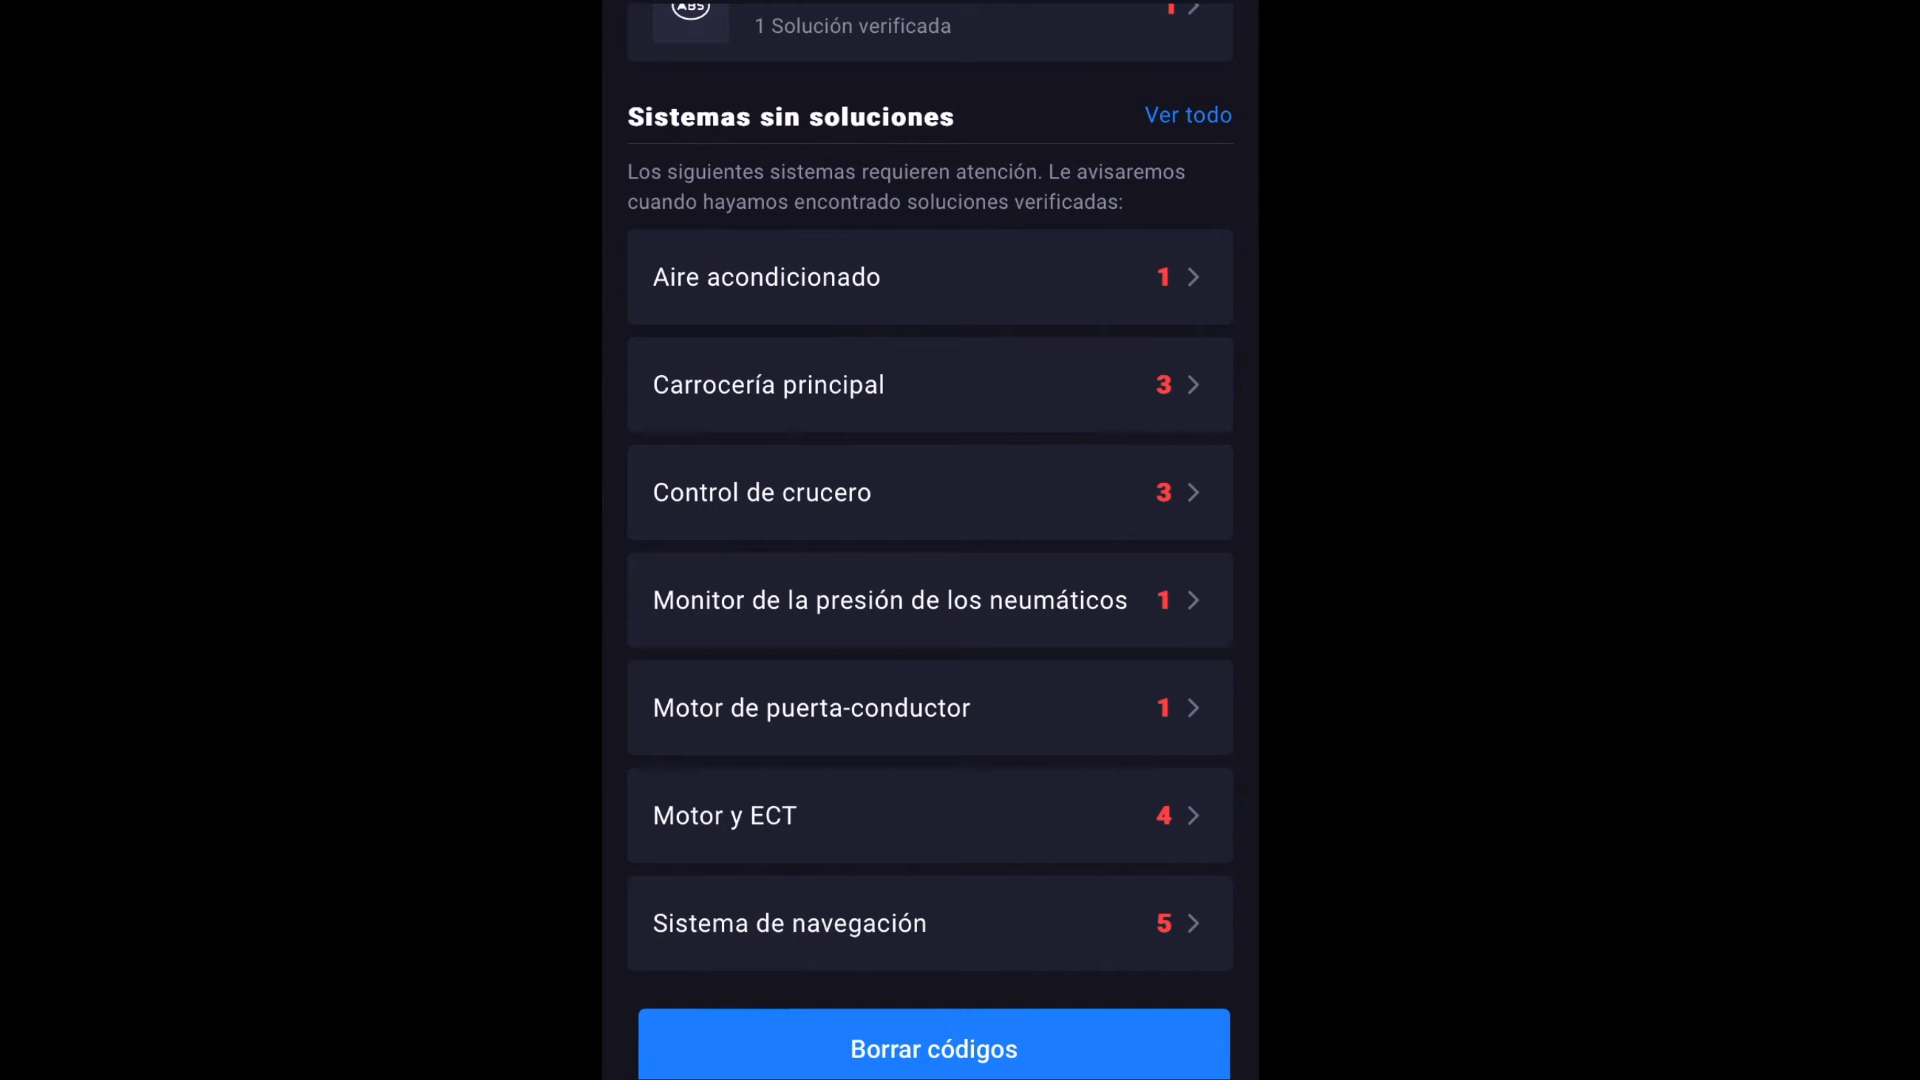 ABS
1 Solución verificada
1
Sistemas sin soluciones
Ver todo
Los siguientes sistemas requieren atención. Le avisaremos
cuando hayamos encontrado soluciones verificadas:
Aire acondicionado 1
Carrocería principal 3
Control de crucero 3
Monitor de la presión de los neumáticos 1
Motor de puerta-conductor 1
Motor y ECT 4
Sistema de navegación 5
Borrar códigos